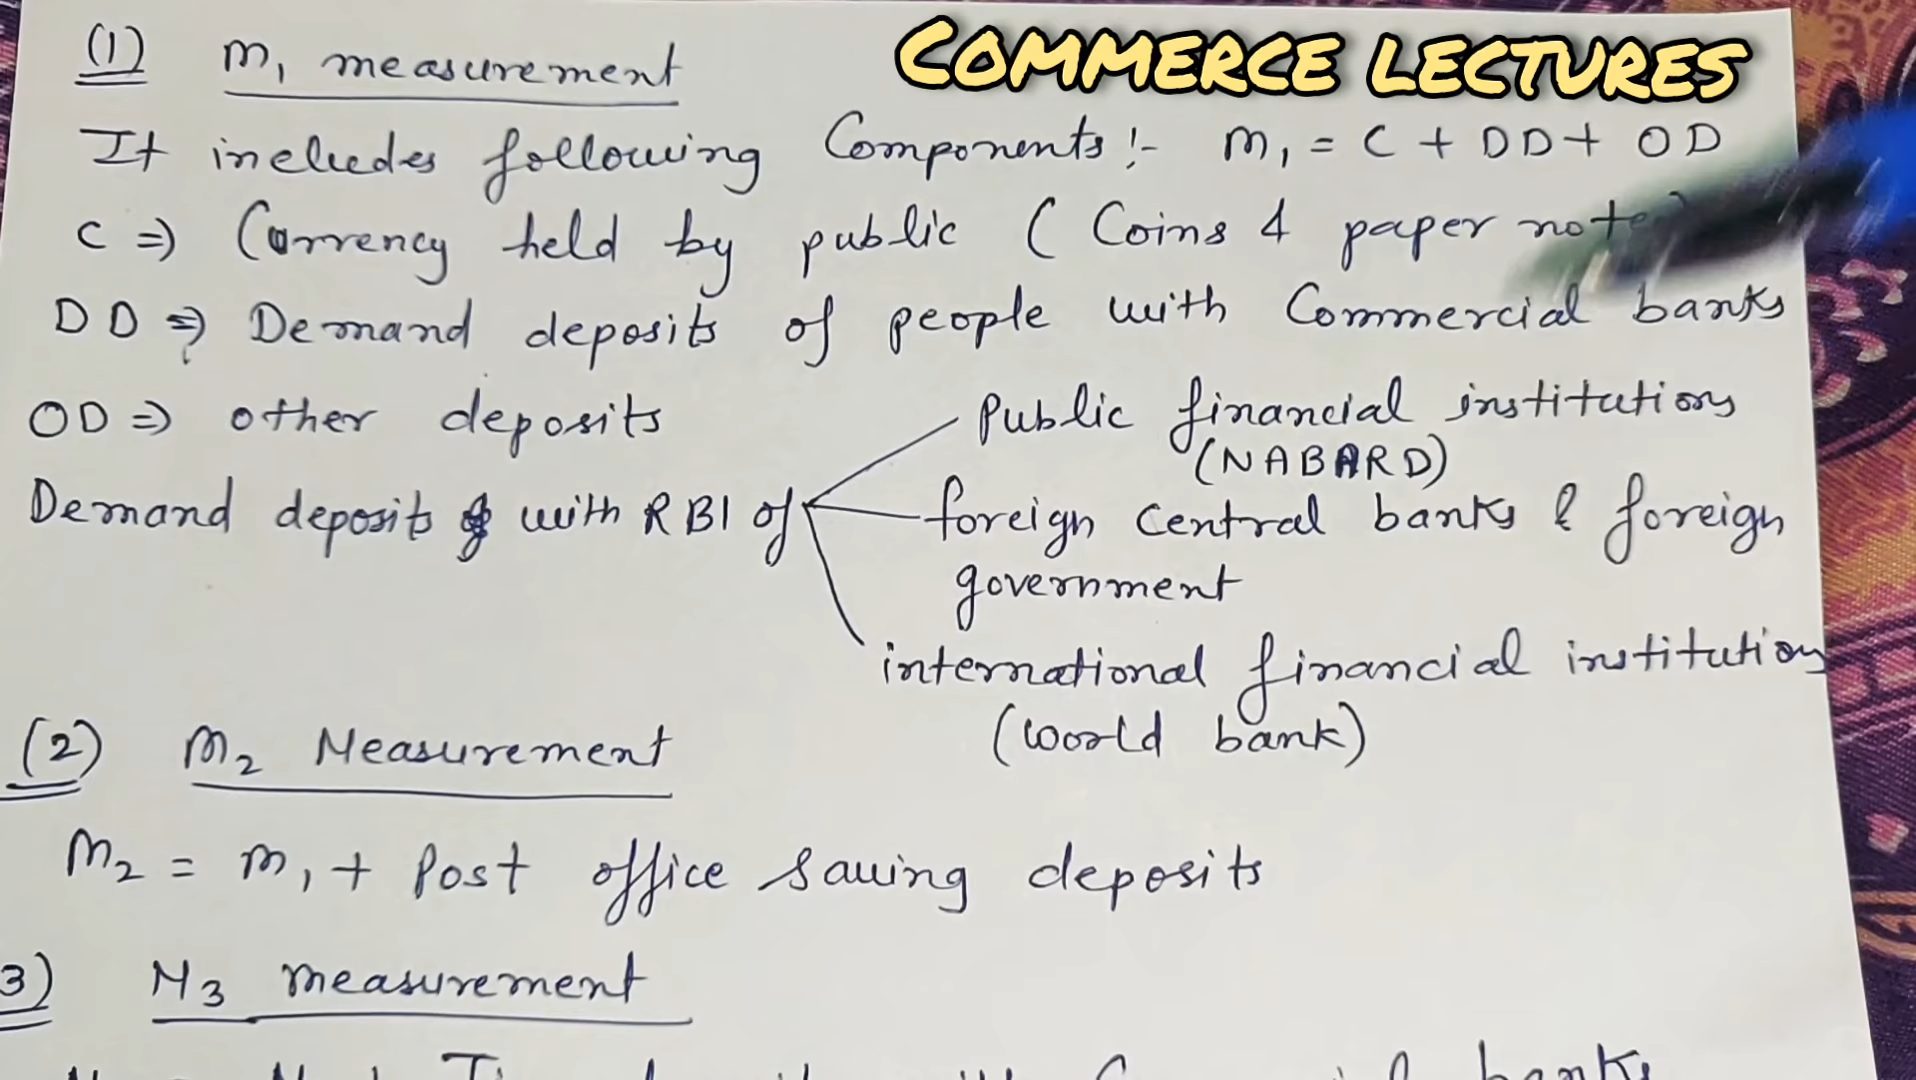 COMMERCE LECTURES
(1) M1 measurement
It includes following Components :- M1 = C + DD + OD
C => Currency held by public (Coins & paper note
DD => Demand deposits of people with Commercial banks
OD => other deposits
Public financial institutions
(NABARD)
Demand deposits with RBI of
foreign central banks & foreign
government
international financial institutions
(World bank)
(2) M2 Measurement
M2 = M1 + Post office saving deposits
3) M3 measurement
banks